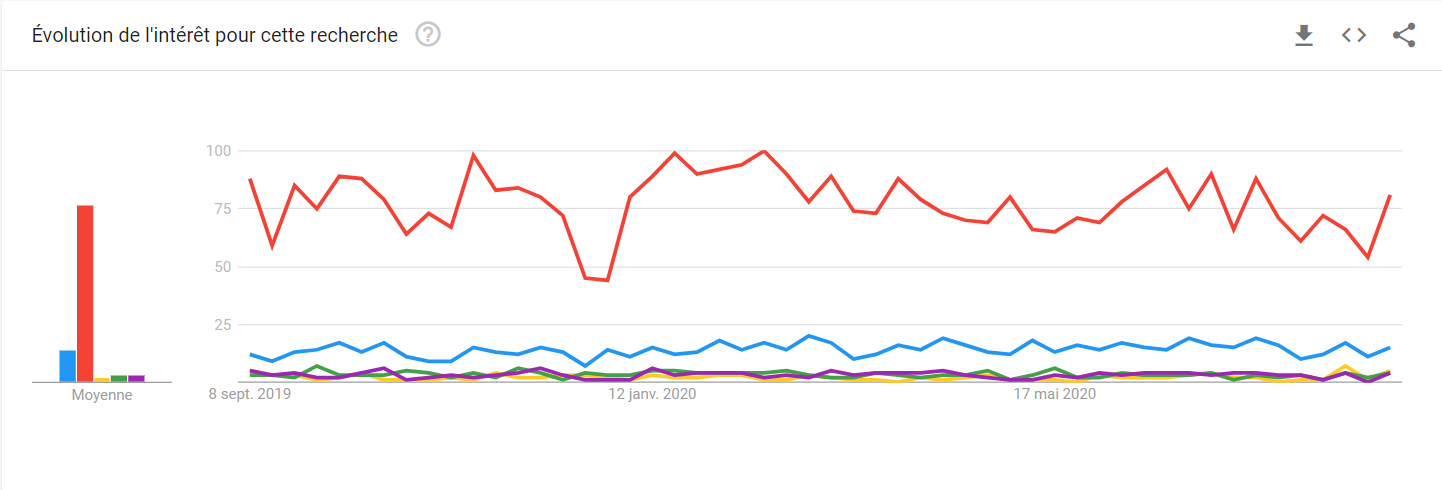 Évolution de l'intérêt pour cette recherche ?
100
75
50
25
Moyenne
8 sept. 2019 12 janv. 2020 17 mai 2020